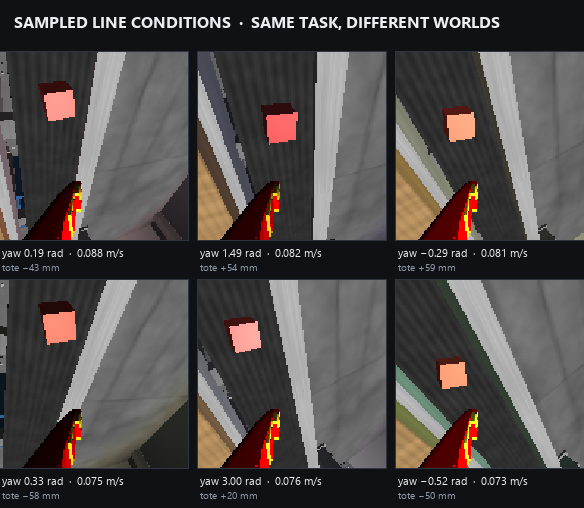 SAMPLED LINE CONDITIONS · SAME TASK, DIFFERENT WORLDS
yaw 0.19 rad · 0.088 m/s
tote −43 mm
yaw 1.49 rad · 0.082 m/s
tote +54 mm
yaw −0.29 rad · 0.081 m/s
tote +59 mm
yaw 0.33 rad · 0.075 m/s
tote −58 mm
yaw 3.00 rad · 0.076 m/s
tote +20 mm
yaw −0.52 rad · 0.073 m/s
tote −50 mm